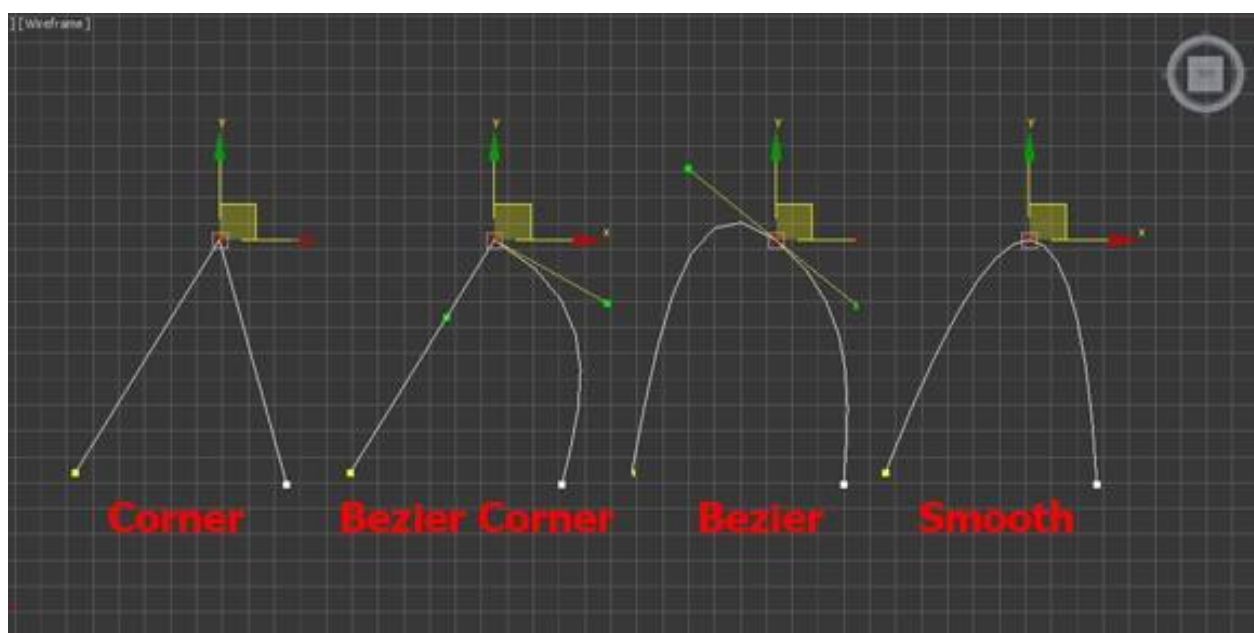 ] [ Wireframe ]
Y
Y
Y
Y
x
x
Corner
Bezier Corner
Bezier
Smooth